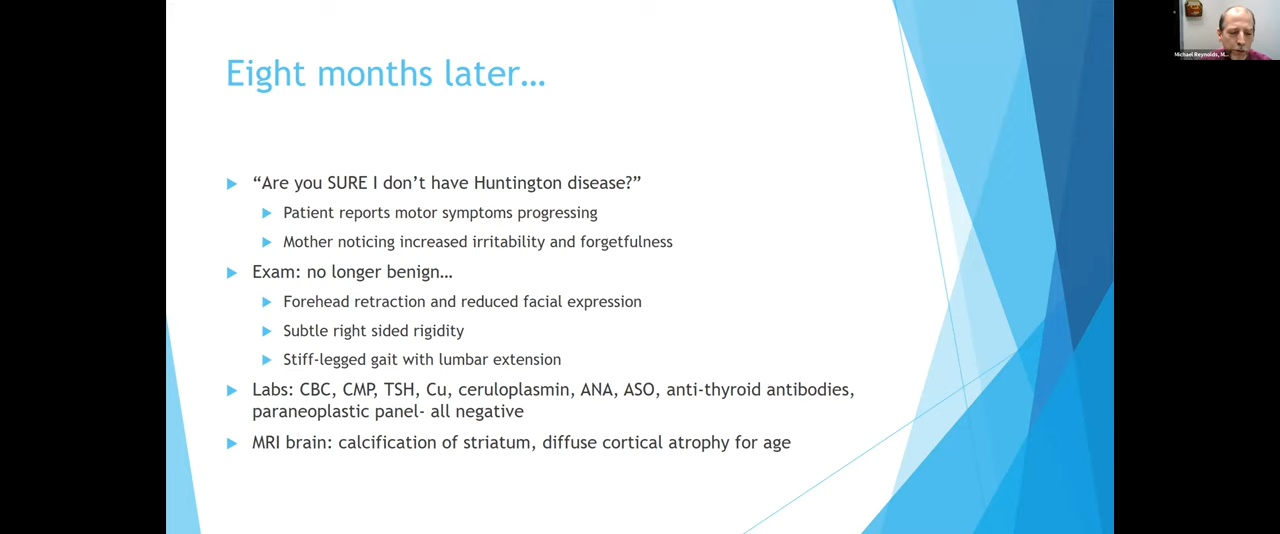 Eight months later…
“Are you SURE I don’t have Huntington disease?”
Patient reports motor symptoms progressing
Mother noticing increased irritability and forgetfulness
Exam: no longer benign…
Forehead retraction and reduced facial expression
Subtle right sided rigidity
Stiff-legged gait with lumbar extension
Labs: CBC, CMP, TSH, Cu, ceruloplasmin, ANA, ASO, anti-thyroid antibodies,
paraneoplastic panel- all negative
MRI brain: calcification of striatum, diffuse cortical atrophy for age
Michael Reynolds, M...